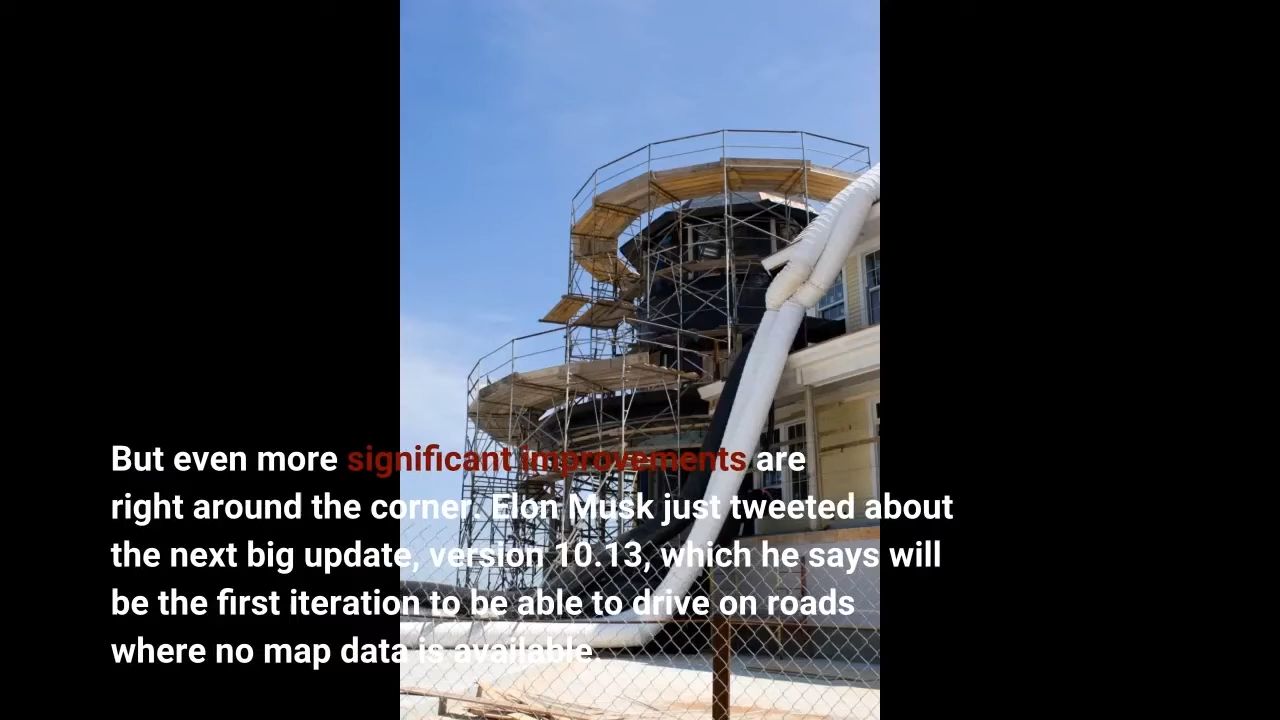 But even more significant improvements are
right around the corner. Elon Musk just tweeted about
the next big update, version 10.13, which he says will
be the first iteration to be able to drive on roads
where no map data is available.